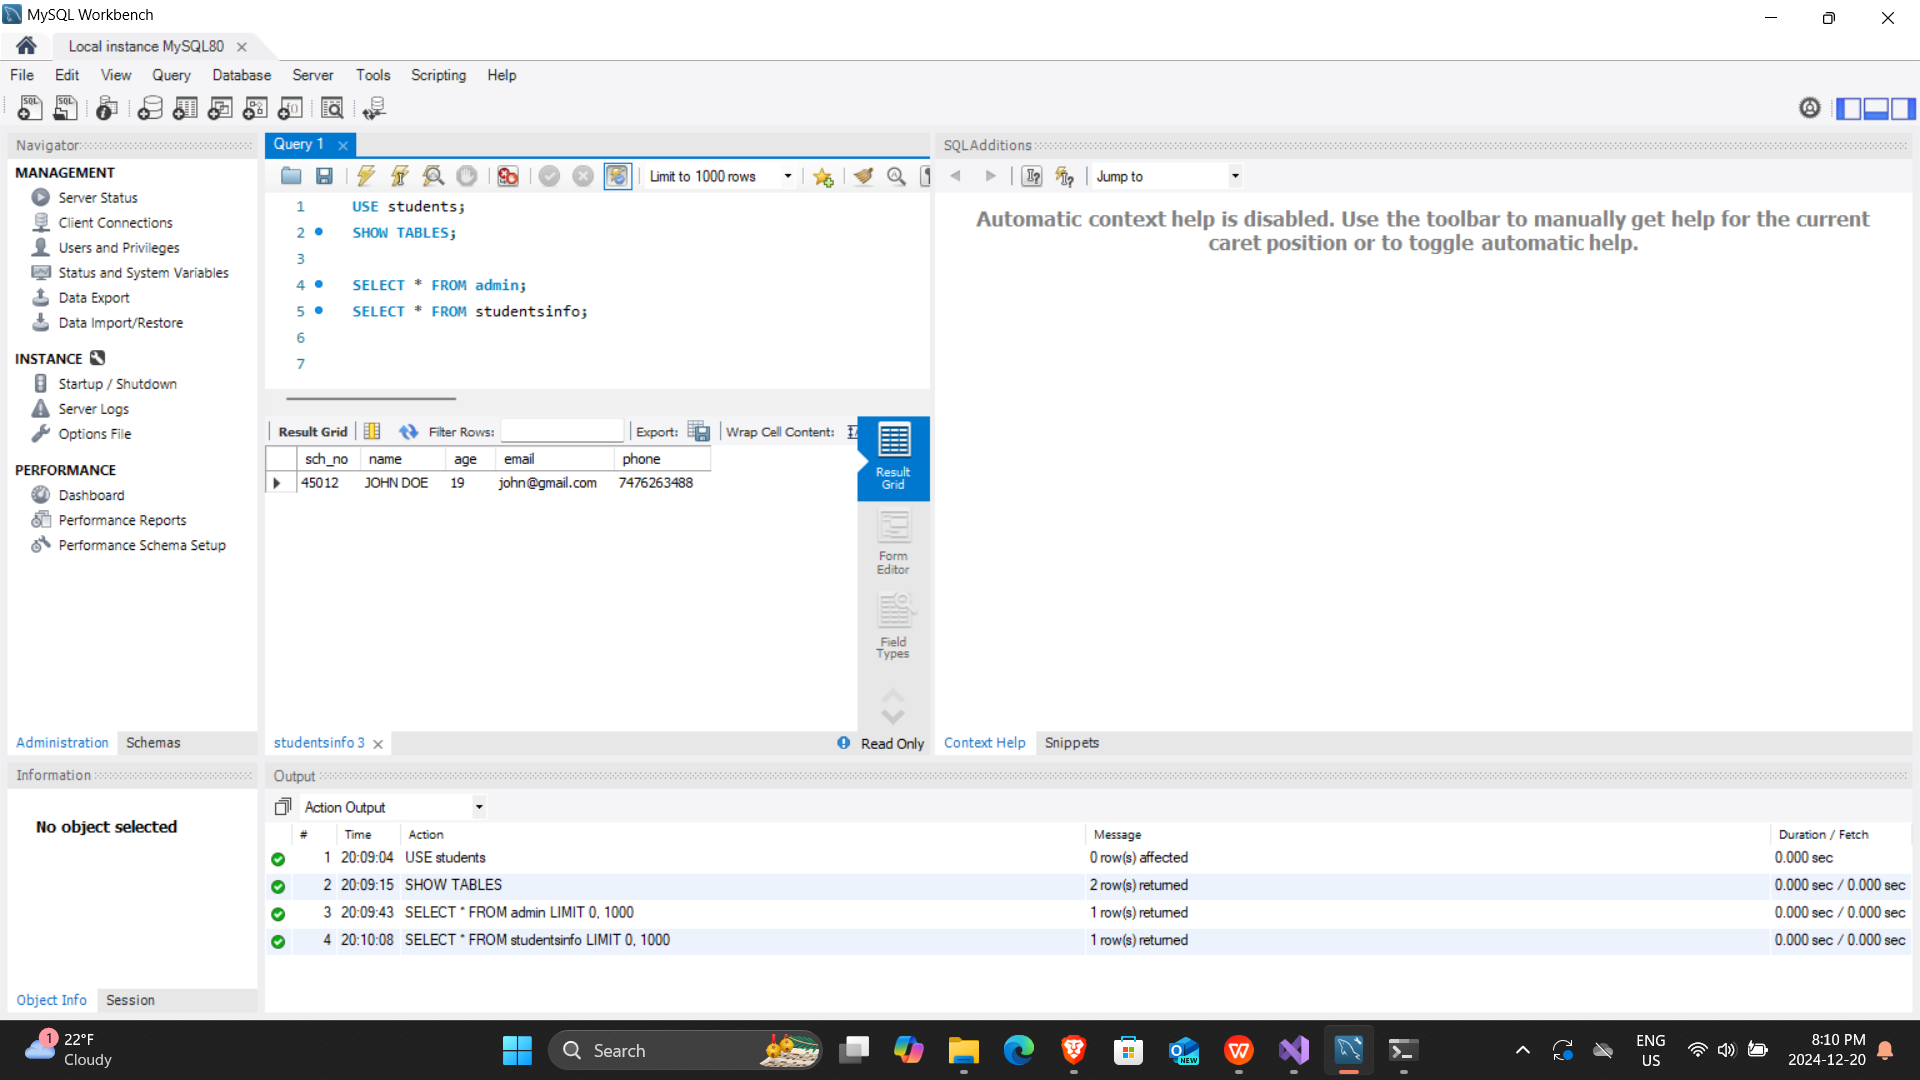 MySQL Workbench
Local instance MySQL80
File Edit View Query Database Server Tools Scripting Help
Navigator
MANAGEMENT
Server Status
Client Connections
Users and Privileges
Status and System Variables
Data Export
Data Import/Restore
INSTANCE
Startup / Shutdown
Server Logs
Options File
PERFORMANCE
Dashboard
Performance Reports
Performance Schema Setup
Administration Schemas
Query 1
Limit to 1000 rows
1 USE students;
2 SHOW TABLES;
3
4 SELECT * FROM admin;
5 SELECT * FROM studentsinfo;
6
7
Result Grid Filter Rows: Export: Wrap Cell Content:
sch_no name age email phone
45012 JOHN DOE 19 john@gmail.com 7476263488
Result
Grid
Form
Editor
Field
Types
studentsinfo 3
Read Only
SQLAdditions
Jump to
Automatic context help is disabled. Use the toolbar to manually get help for the current
caret position or to toggle automatic help.
Context Help Snippets
Information
No object selected
Object Info Session
Output
Action Output
# Time Action Message Duration / Fetch
1 20:09:04 USE students 0 row(s) affected 0.000 sec
2 20:09:15 SHOW TABLES 2 row(s) returned 0.000 sec / 0.000 sec
3 20:09:43 SELECT * FROM admin LIMIT 0, 1000 1 row(s) returned 0.000 sec / 0.000 sec
4 20:10:08 SELECT * FROM studentsinfo LIMIT 0, 1000 1 row(s) returned 0.000 sec / 0.000 sec
1
22°F
Cloudy
Search
NEW
ENG
US
8:10 PM
2024-12-20